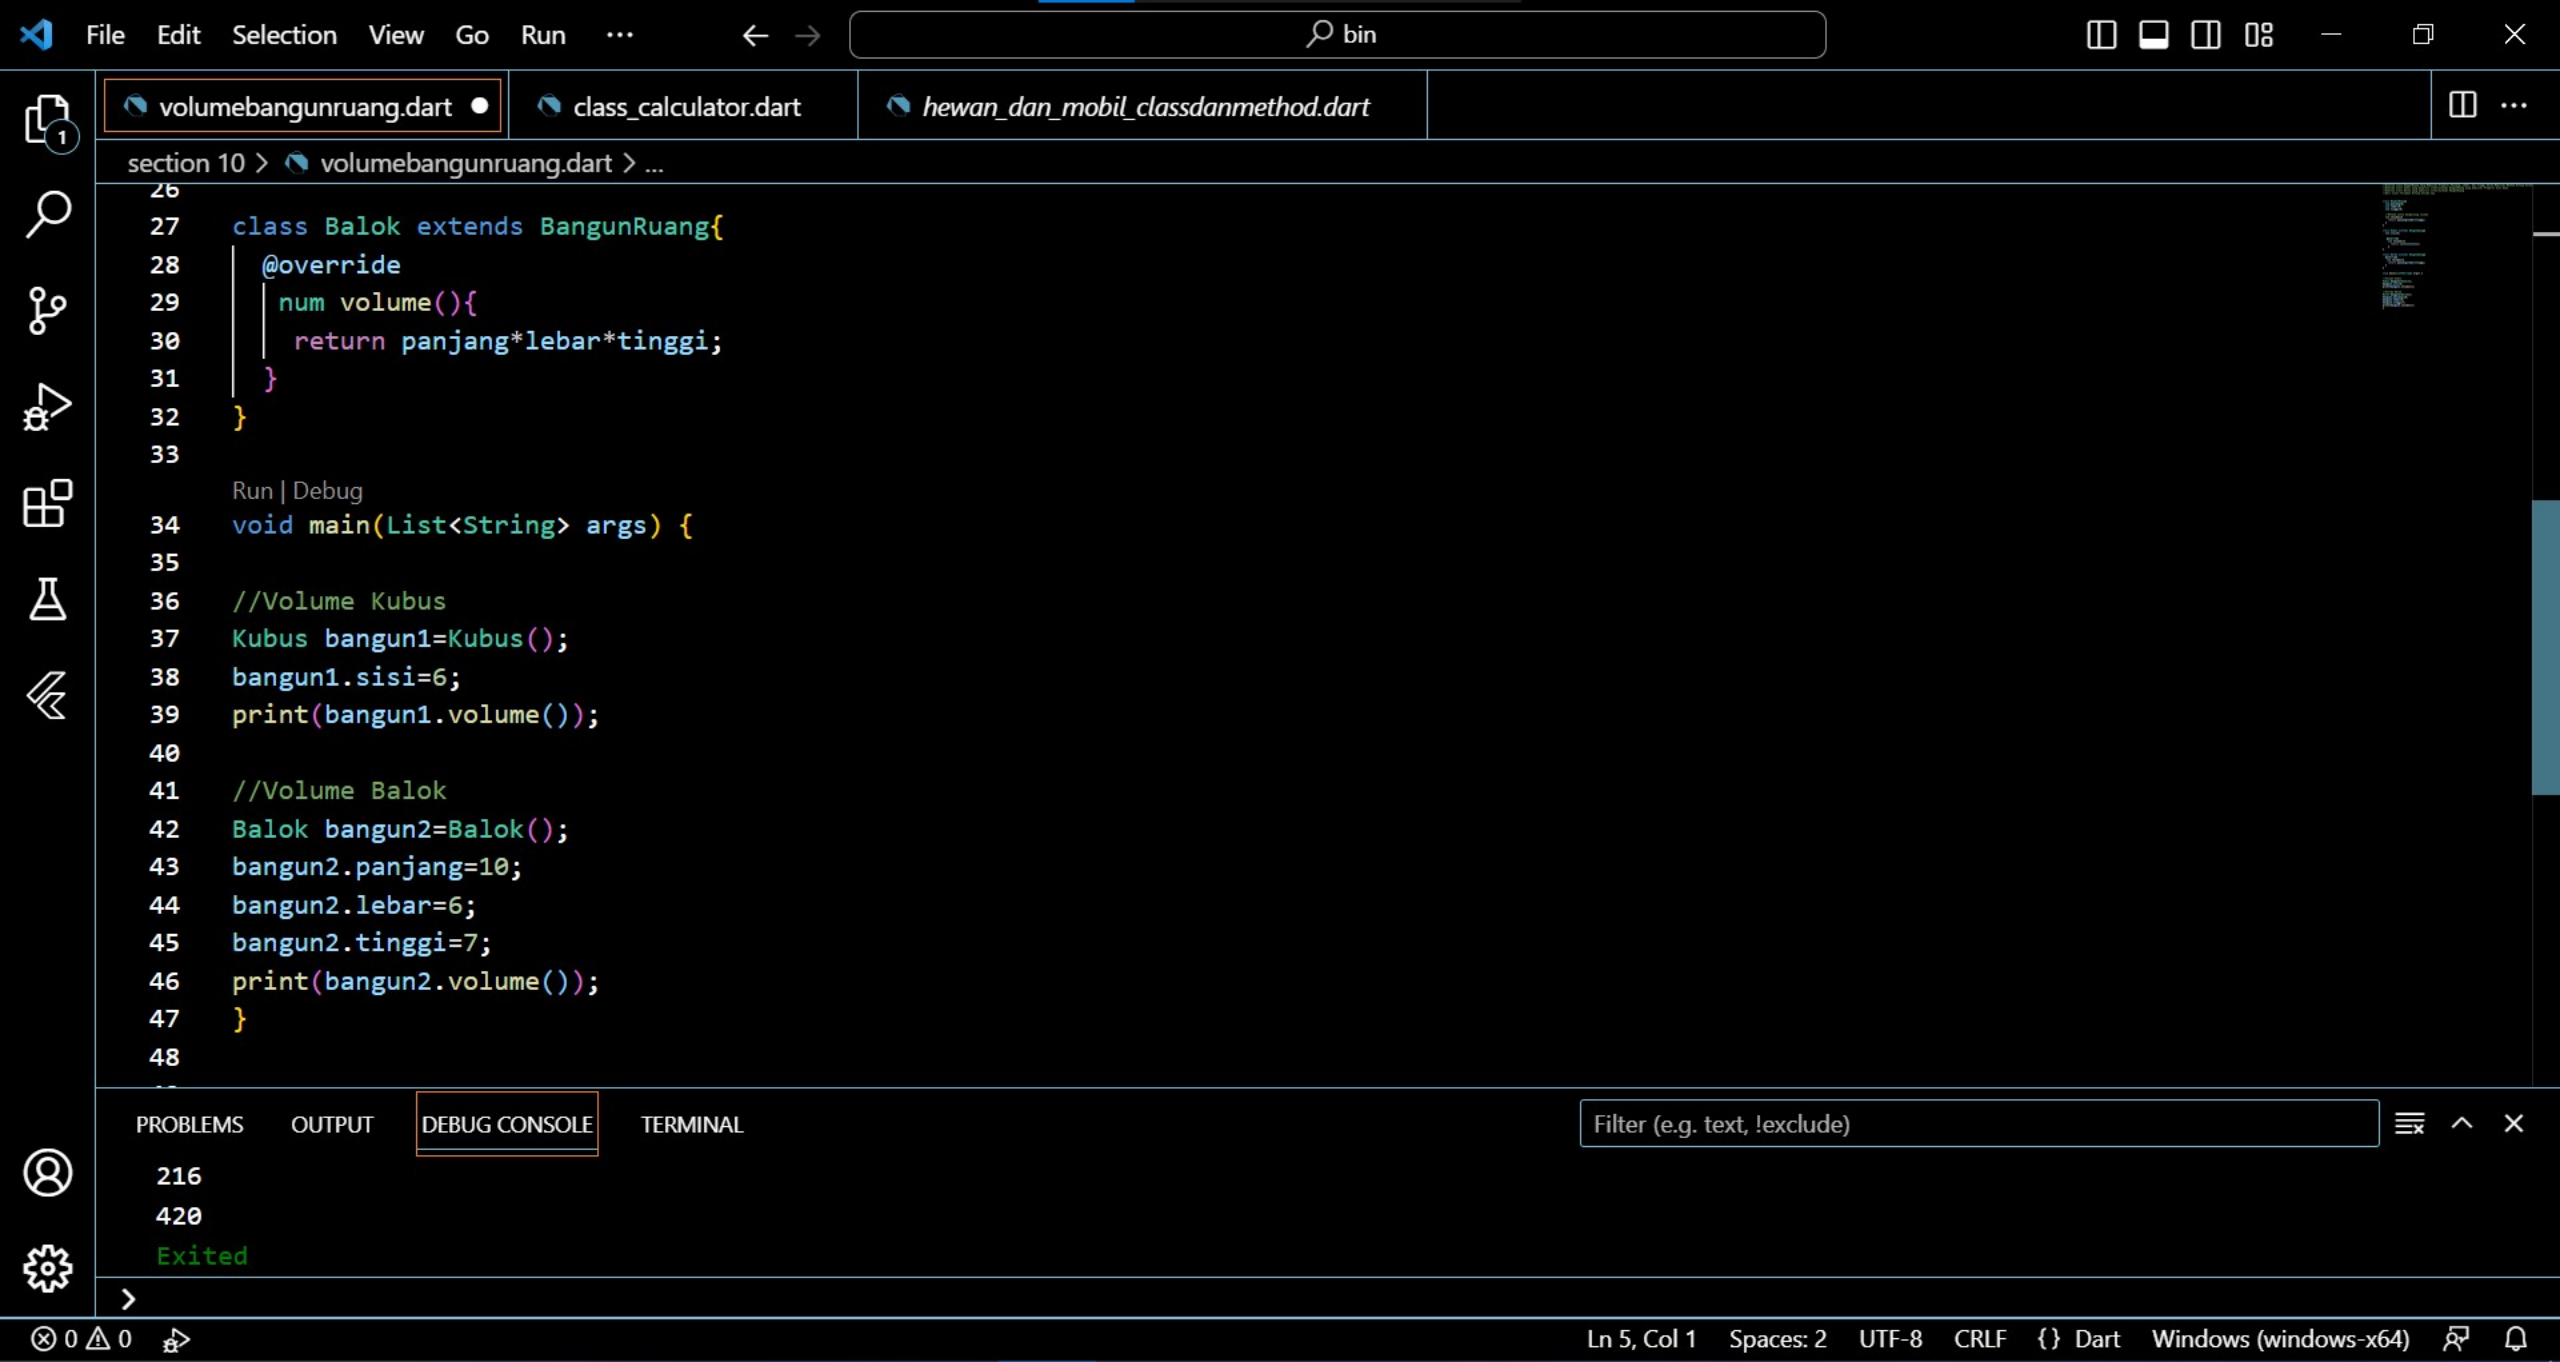 File Edit Selection View Go Run ··· bin
volumebangunruang.dart class_calculator.dart hewan_dan_mobil_classdanmethod.dart
1
section 10 > volumebangunruang.dart > ...
26
27 class Balok extends BangunRuang{
28 @override
29 num volume(){
30 return panjang*lebar*tinggi;
31 }
32 }
33
Run | Debug
34 void main(List<String> args) {
35
36 //Volume Kubus
37 Kubus bangun1=Kubus();
38 bangun1.sisi=6;
39 print(bangun1.volume());
40
41 //Volume Balok
42 Balok bangun2=Balok();
43 bangun2.panjang=10;
44 bangun2.lebar=6;
45 bangun2.tinggi=7;
46 print(bangun2.volume());
47 }
48
PROBLEMS OUTPUT DEBUG CONSOLE TERMINAL Filter (e.g. text, !exclude)
216
420
Exited
>
0 0 Ln 5, Col 1 Spaces: 2 UTF-8 CRLF {} Dart Windows (windows-x64)